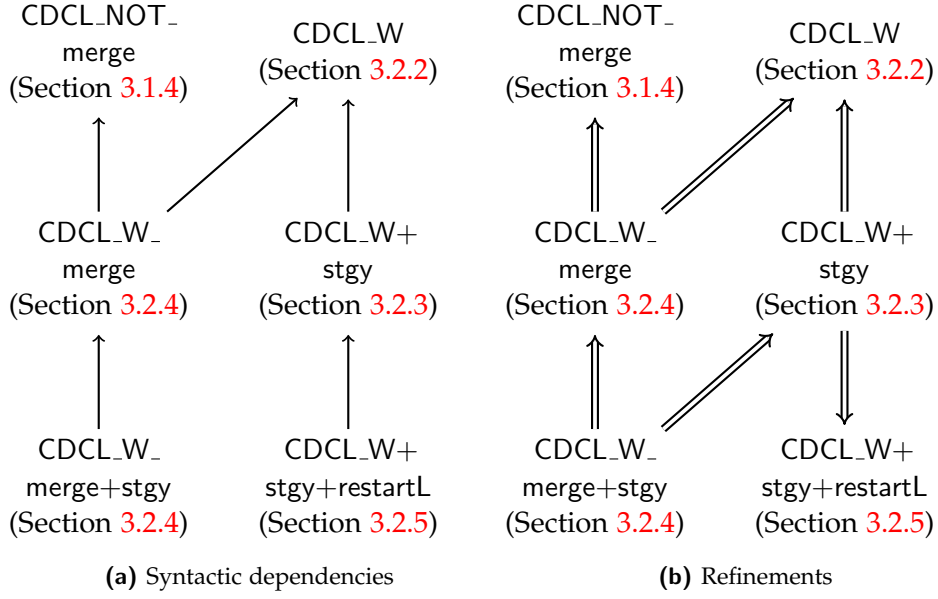 CDCL_NOT_
merge
(Section 3.1.4)
CDCL_W
(Section 3.2.2)
CDCL_W_
merge
(Section 3.2.4)
CDCL_W+
stgy
(Section 3.2.3)
CDCL_W_
merge+stgy
(Section 3.2.4)
CDCL_W+
stgy+restartL
(Section 3.2.5)
(a) Syntactic dependencies
CDCL_NOT_
merge
(Section 3.1.4)
CDCL_W
(Section 3.2.2)
CDCL_W_
merge
(Section 3.2.4)
CDCL_W+
stgy
(Section 3.2.3)
CDCL_W_
merge+stgy
(Section 3.2.4)
CDCL_W+
stgy+restartL
(Section 3.2.5)
(b) Refinements